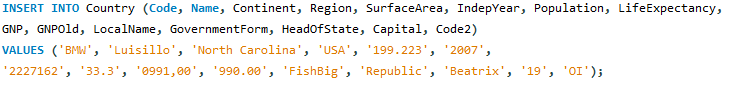 INSERT INTO Country (Code, Name, Continent, Region, SurfaceArea, IndepYear, Population, LifeExpectancy,
GNP, GNPOld, LocalName, GovernmentForm, HeadOfState, Capital, Code2)
VALUES ('BMW', 'Luisillo', 'North Carolina', 'USA', '199.223', '2007',
'2227162', '33.3', '0991,00', '990.00', 'FishBig', 'Republic', 'Beatrix', '19', 'OI');